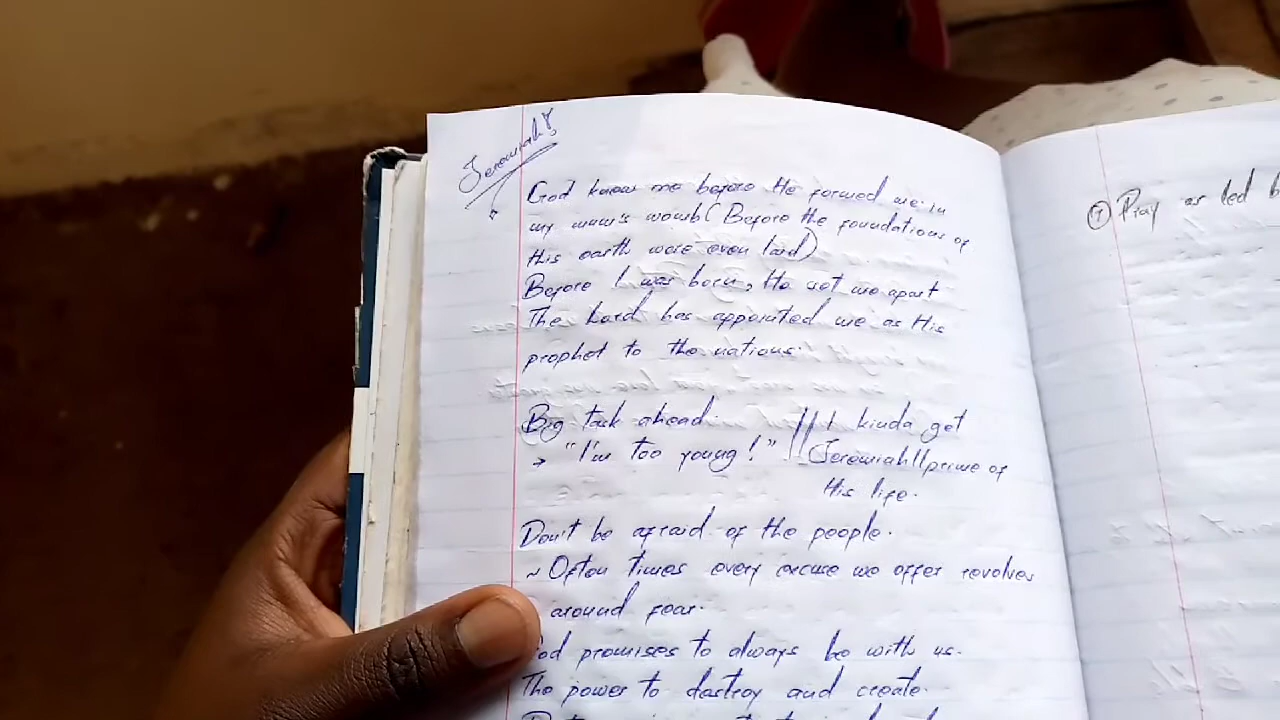 Jeremiah!
God knew me before He formed me in
my mum's womb (Before the foundations of
this earth were even laid)
Before I was born, He set me apart
The Lord has appointed me as His
prophet to the nations.
Big task ahead.
→ "I'm too young!" || I kinda get
Jeremiah || prime of
His life.
Don't be afraid of the people.
~ Often times every excuse we offer revolves
around fear.
God promises to always be with us.
The power to destroy and create.
① Pray as led